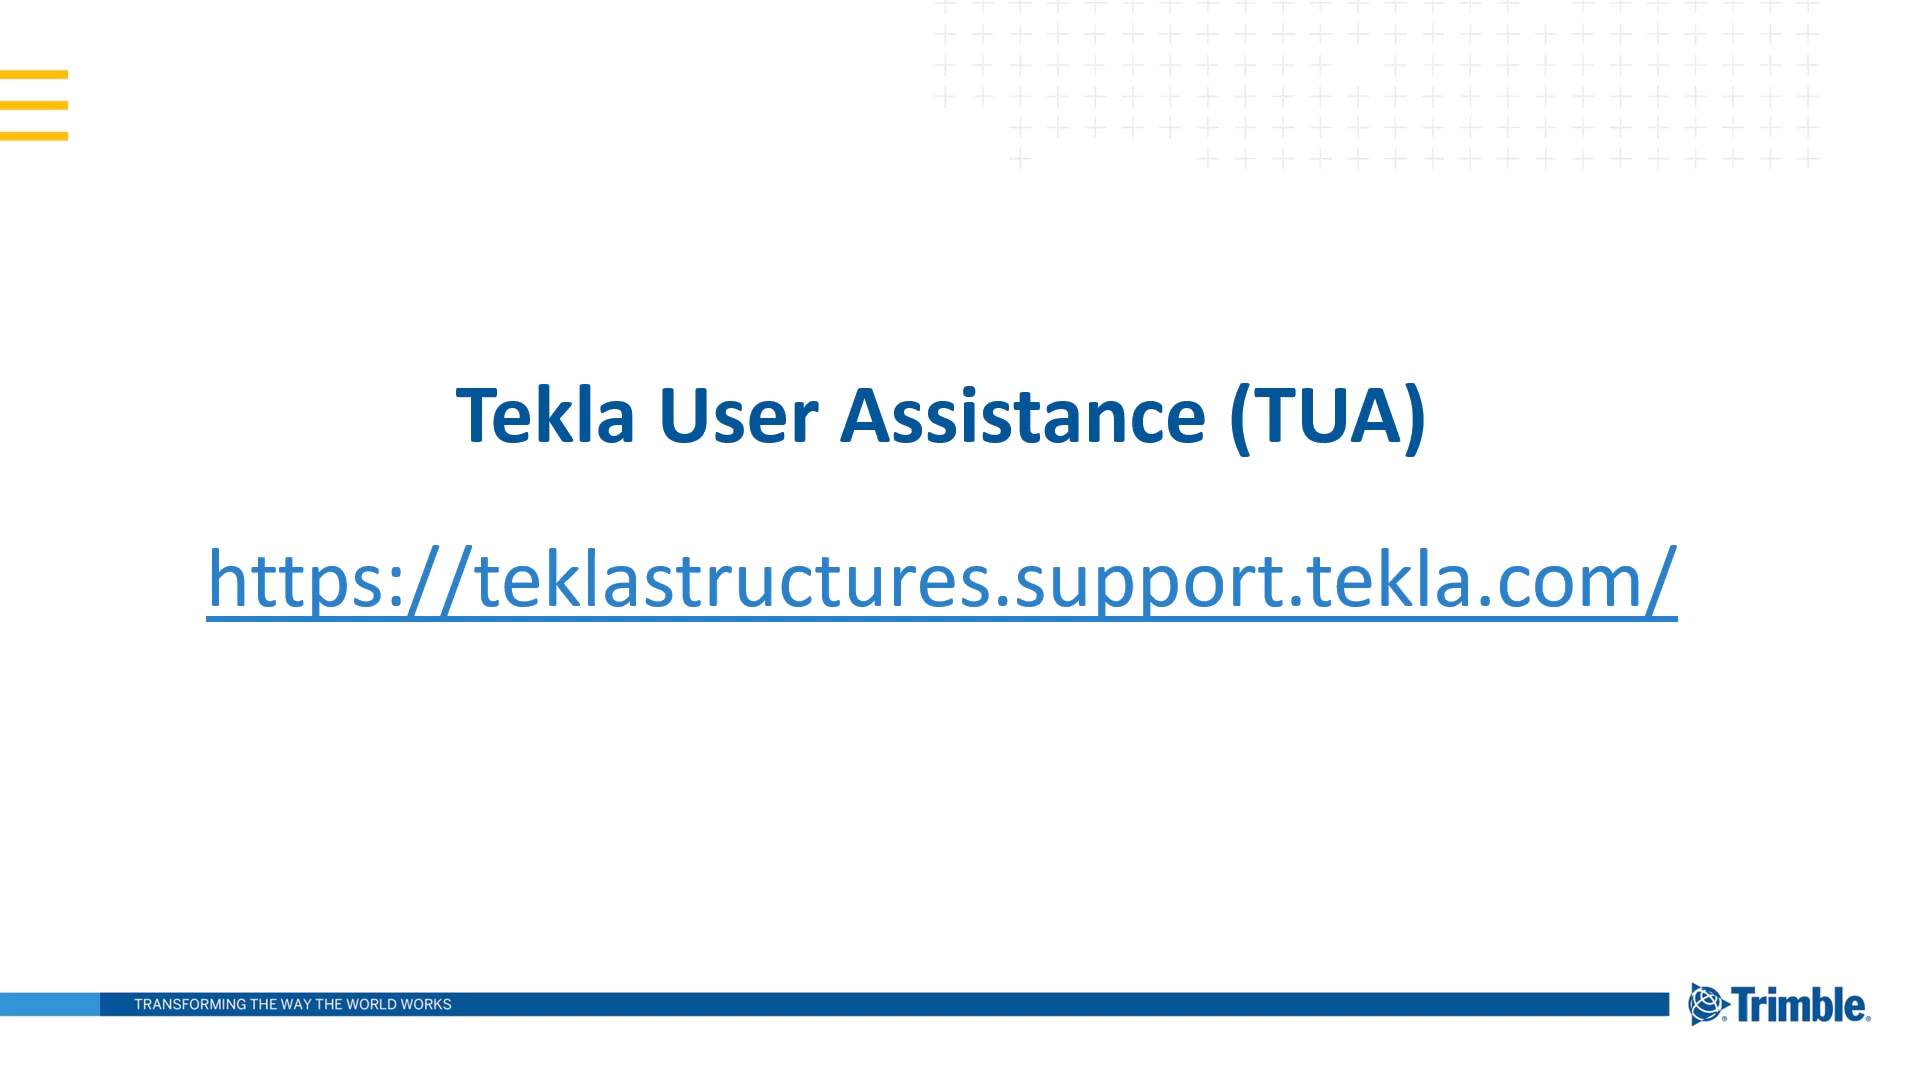 Tekla User Assistance (TUA)
https://teklastructures.support.tekla.com/
TRANSFORMING THE WAY THE WORLD WORKS
Trimble